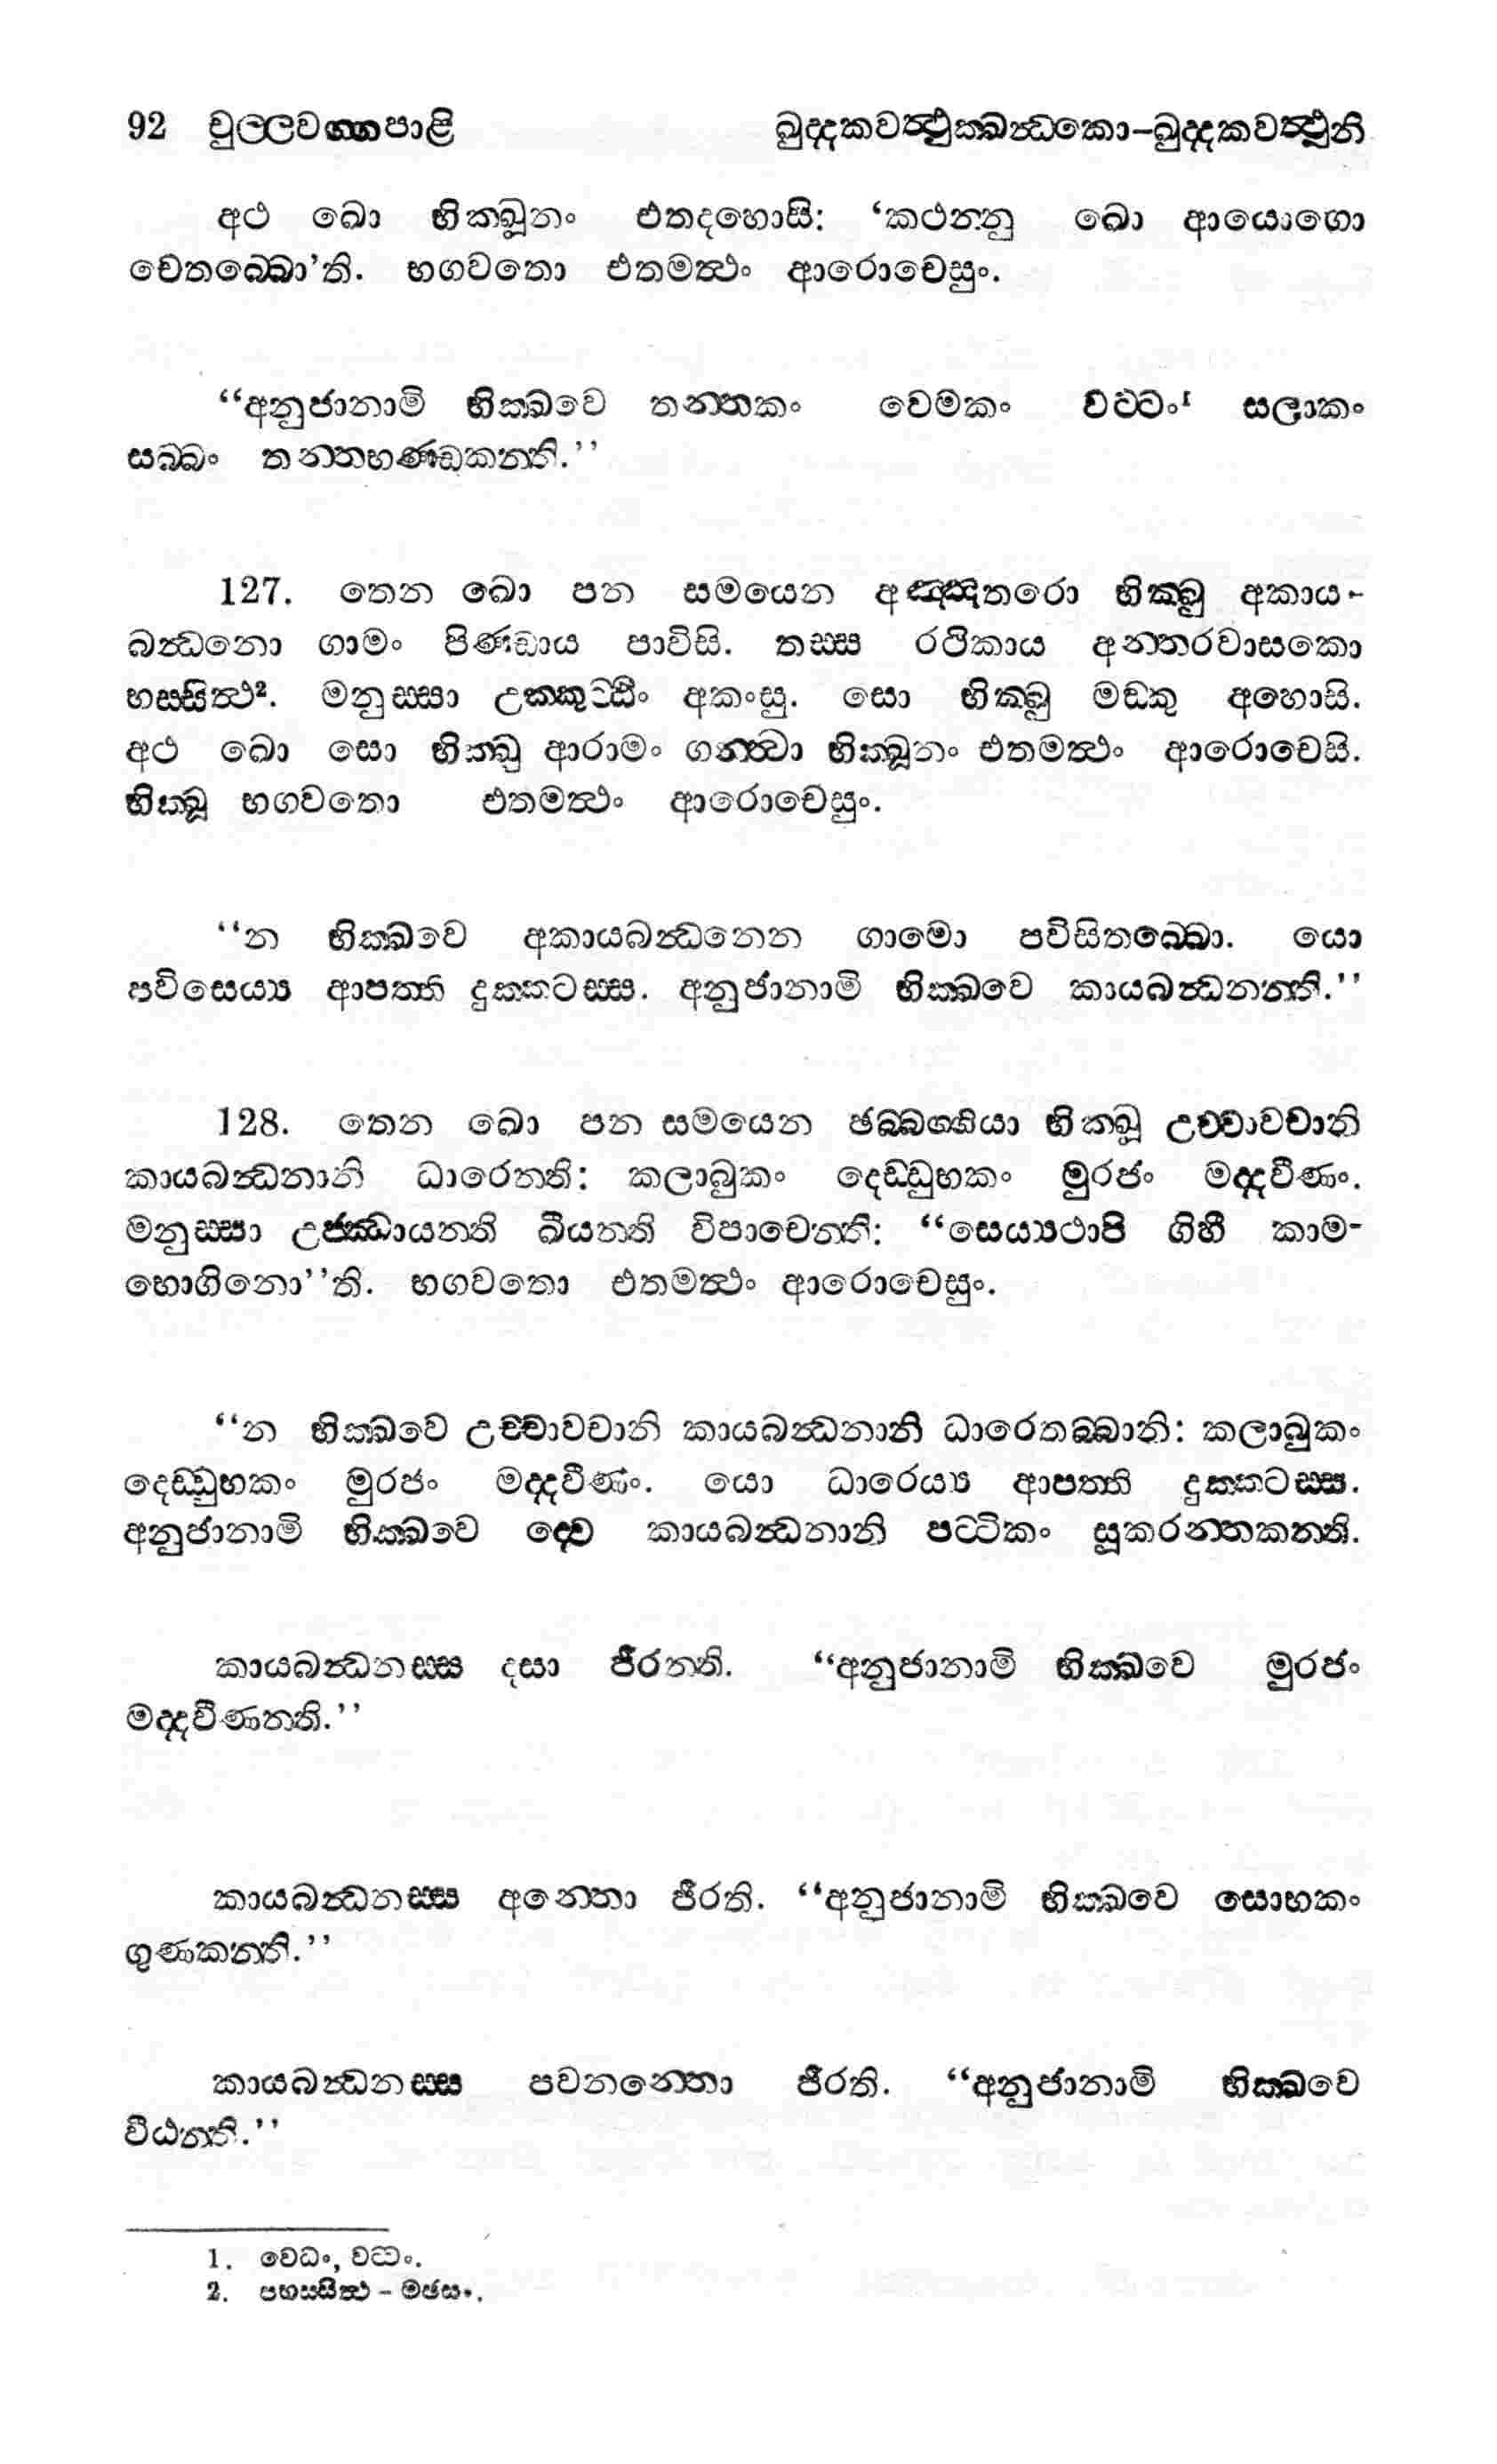 92 චුල්ලවග්ගපාළි ඛුද්දකවත්ථුක්ඛන්ධකො-ඛුද්දකවත්ථූනි
අථ ඛො භික්ඛූනං එතදහොසි: ‘කථන්නු ඛො ආයොගො
චෙතබ්බො’ති. භගවතො එතමත්ථං ආරොචෙසුං.
“අනුජානාමි භික්ඛවෙ තන්තකං වෙමකං වට්ටං¹ සලාකං
සබ්බං තන්තභණ්ඩකන්ති.”
127. තෙන ඛො පන සමයෙන අඤ්ඤතරො භික්ඛු අකාය-
බන්ධනො ගාමං පිණ්ඩාය පාවිසි. තස්ස රථිකාය අන්තරවාසකො
භස්සිත්ථ². මනුස්සා උක්කුට්ඨිං අකංසු. සො භික්ඛු මඞ්කු අහොසි.
අථ ඛො සො භික්ඛු ආරාමං ගන්ත්වා භික්ඛූනං එතමත්ථං ආරොචෙසි.
භික්ඛූ භගවතො එතමත්ථං ආරොචෙසුං.
“න භික්ඛවෙ අකායබන්ධනෙන ගාමො පවිසිතබ්බො. යො
පවිසෙය්‍ය ආපත්ති දුක්කටස්ස. අනුජානාමි භික්ඛවෙ කායබන්ධනන්ති.”
128. තෙන ඛො පන සමයෙන ඡබ්බග්ගියා භික්ඛූ උච්චාවචානි
කායබන්ධනානි ධාරෙන්ති: කලාබුකං දෙඩ්ඩුභකං මුරජං මද්දවීණං.
මනුස්සා උජ්ඣායන්ති ඛීයන්ති විපාචෙන්ති: “සෙය්‍යථාපි ගිහී කාම-
භොගිනො”ති. භගවතො එතමත්ථං ආරොචෙසුං.
“න භික්ඛවෙ උච්චාවචානි කායබන්ධනානි ධාරෙතබ්බානි: කලාබුකං
දෙඩ්ඩුභකං මුරජං මද්දවීණං. යො ධාරෙය්‍ය ආපත්ති දුක්කටස්ස.
අනුජානාමි භික්ඛවෙ ද්වෙ කායබන්ධනානි පට්ටිකං සූකරන්තකන්ති.
කායබන්ධනස්ස දසා ජීරන්ති. “අනුජානාමි භික්ඛවෙ මුරජං
මද්දවීණන්ති.”
කායබන්ධනස්ස අන්තො ජීරති. “අනුජානාමි භික්ඛවෙ සොභකං
ගුණකන්ති.”
කායබන්ධනස්ස පවනන්තො ජීරති. “අනුජානාමි භික්ඛවෙ
වීඨන්ති.”
1. වෙධං, වටං.
2. පභස්සිත්ථ - මඡසං.